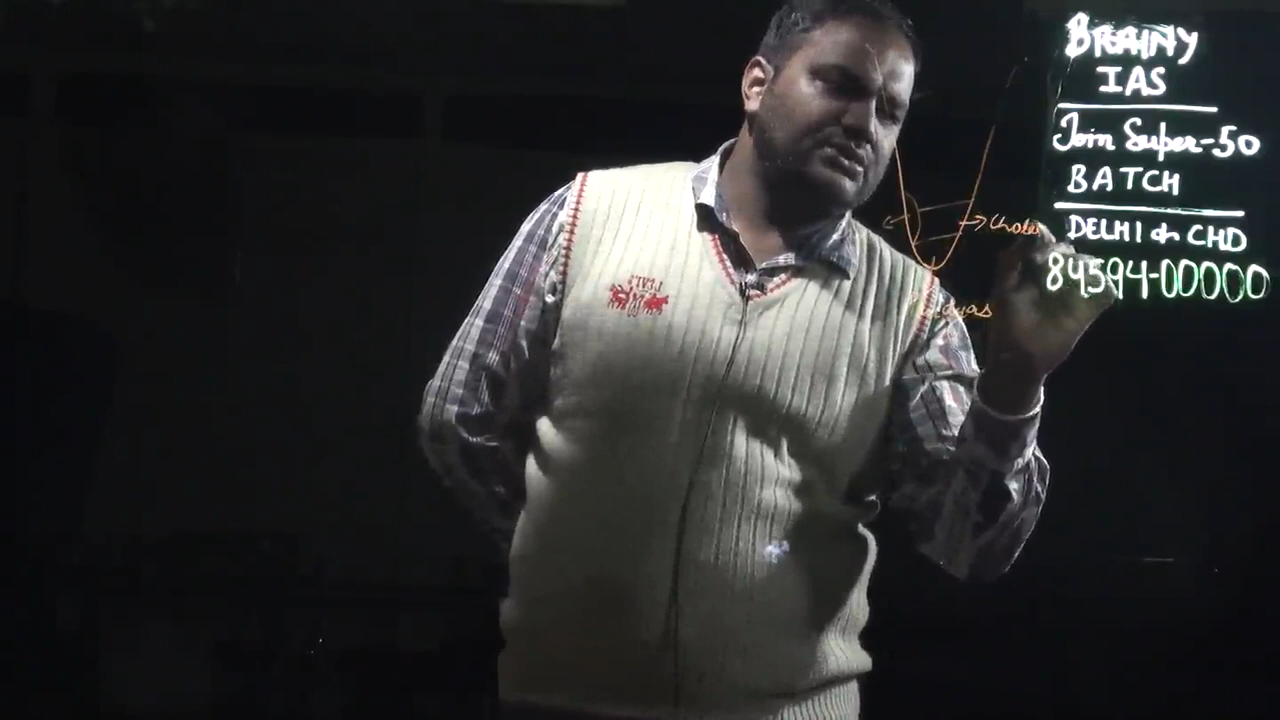 BRAINY
IAS
Join Super-50
BATCH
DELHI & CHD
84594-00000